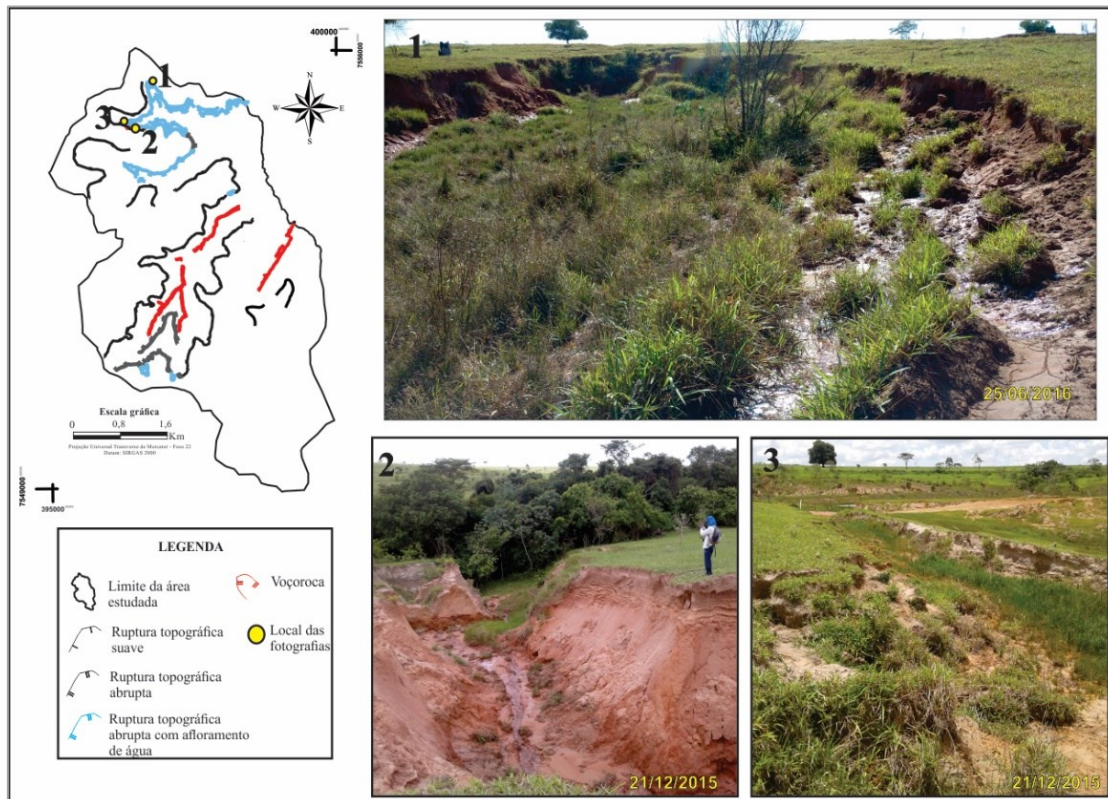 400000
7556000
N
W
E
S
1
3
2
Escala gráfica
0 0,8 1,6
Km
Projeção Universal Transversa de Mercator - Fuso 22
Datum: SIRGAS 2000
7549000
395000
LEGENDA
Limite da área
estudada
Ruptura topográfica
suave
Ruptura topográfica
abrupta
Ruptura topográfica
abrupta com afloramento
de água
Voçoroca
Local das
fotografias
1
25/06/2016
2
21/12/2015
3
21/12/2015